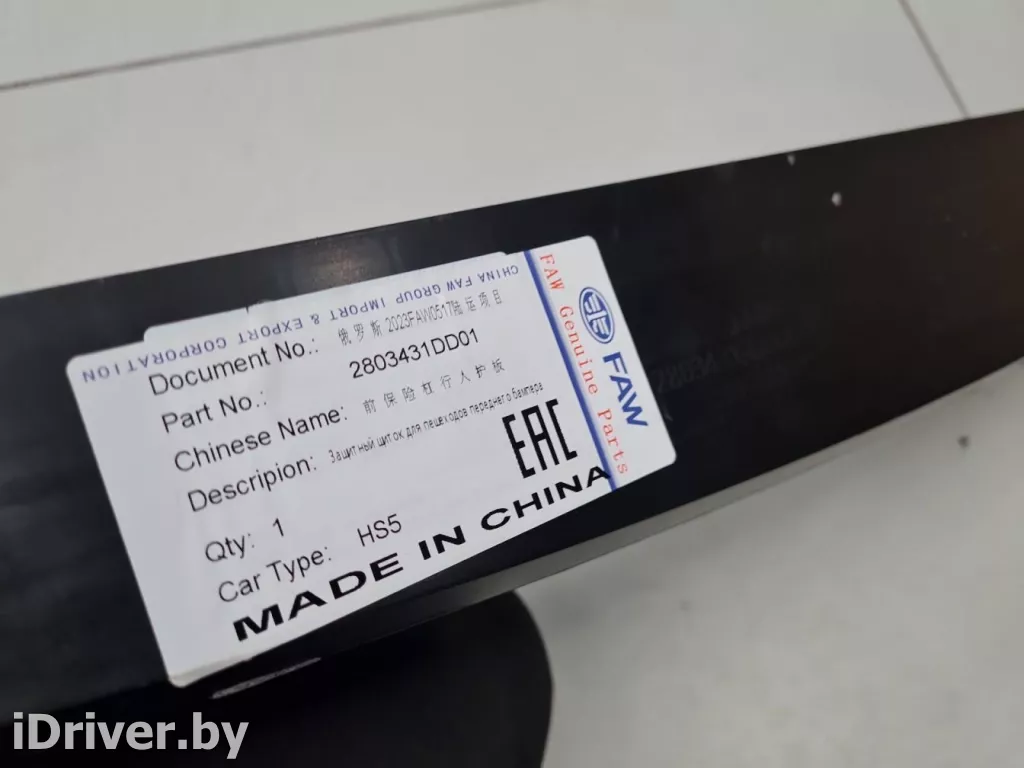 CHINA FAW GROUP IMPORT & EXPORT CORPORATION
Document No.: 俄罗斯 2023FAW0517陆运项目
Part No.: 2803431DD01
Chinese Name: 前保险杠行人护板
Descripion: Защитный щиток для пешеходов переднего бампера
Qty: 1
Car Type: HS5
MADE IN CHINA
EAC
FAW Genuine Parts
FAW
iDriver.by